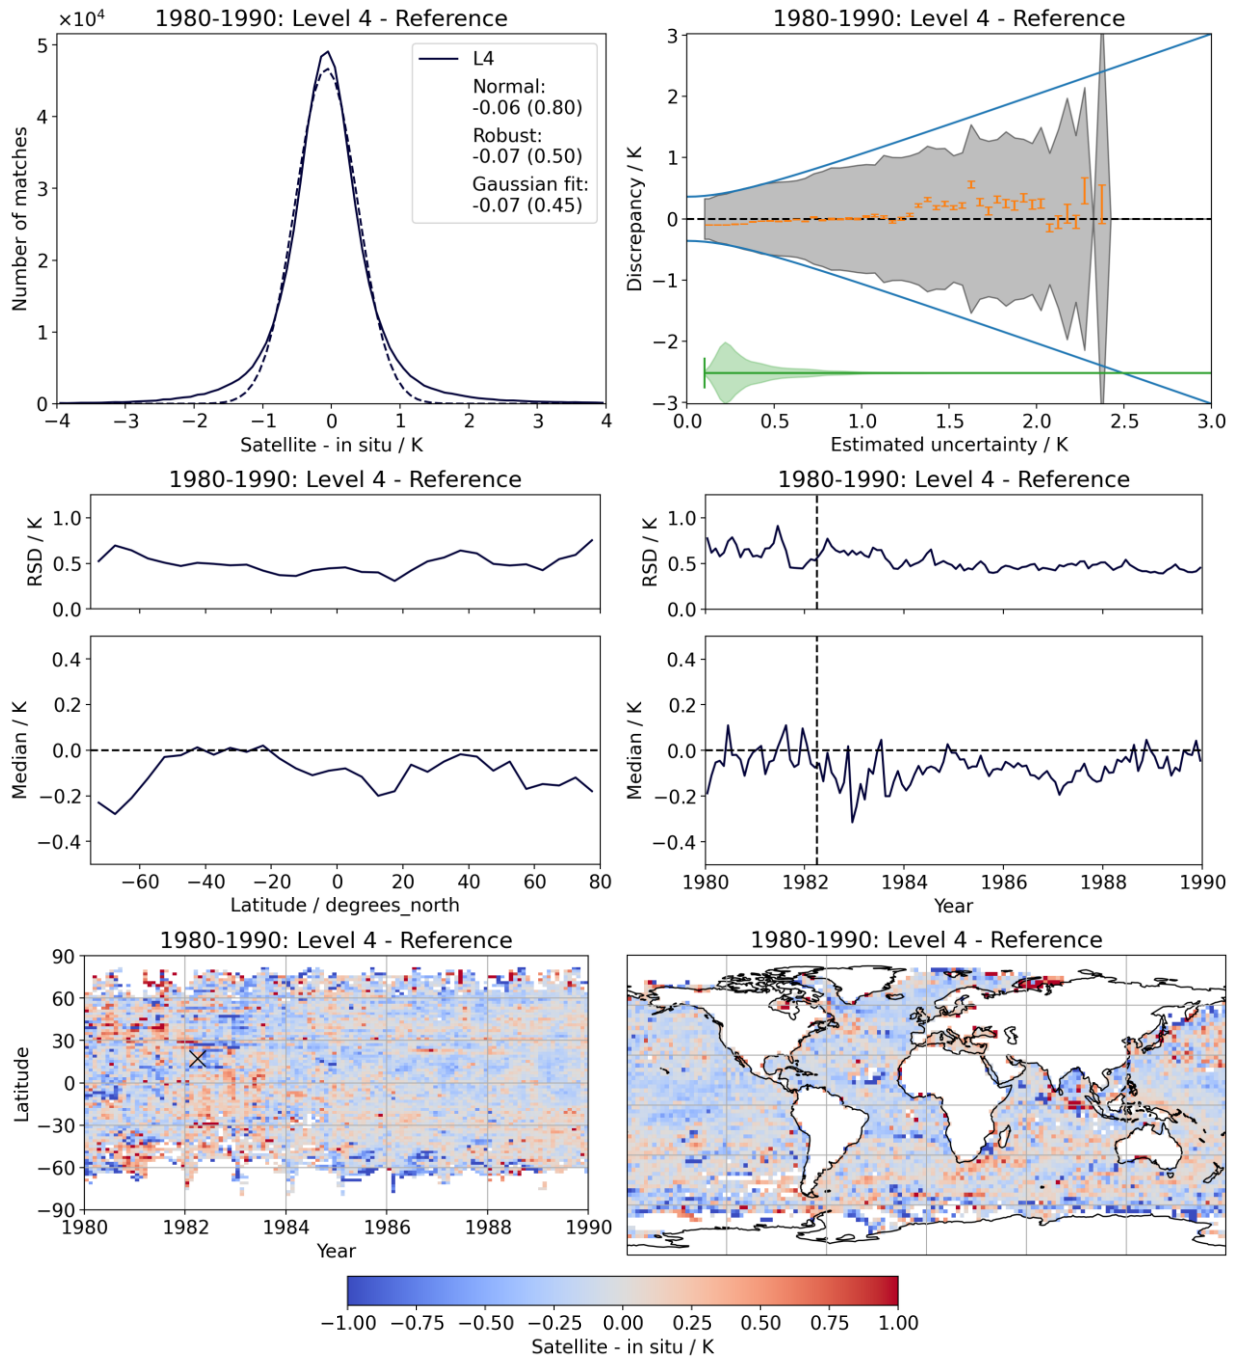 1980-1990: Level 4 - Reference
×10⁴
Number of matches
5
4
3
2
1
0
L4
Normal:
-0.06 (0.80)
Robust:
-0.07 (0.50)
Gaussian fit:
-0.07 (0.45)
−4 −3 −2 −1 0 1 2 3 4
Satellite - in situ / K
1980-1990: Level 4 - Reference
Discrepancy / K
3
2
1
0
−1
−2
−3
0.0 0.5 1.0 1.5 2.0 2.5 3.0
Estimated uncertainty / K
1980-1990: Level 4 - Reference
RSD / K
1.0
0.5
0.0
Median / K
0.4
0.2
0.0
−0.2
−0.4
−60 −40 −20 0 20 40 60 80
Latitude / degrees_north
1980-1990: Level 4 - Reference
RSD / K
1.0
0.5
0.0
Median / K
0.4
0.2
0.0
−0.2
−0.4
1980 1982 1984 1986 1988 1990
Year
1980-1990: Level 4 - Reference
Latitude
90
60
30
0
−30
−60
−90
1980 1982 1984 1986 1988 1990
Year
1980-1990: Level 4 - Reference
−1.00 −0.75 −0.50 −0.25 0.00 0.25 0.50 0.75 1.00
Satellite - in situ / K